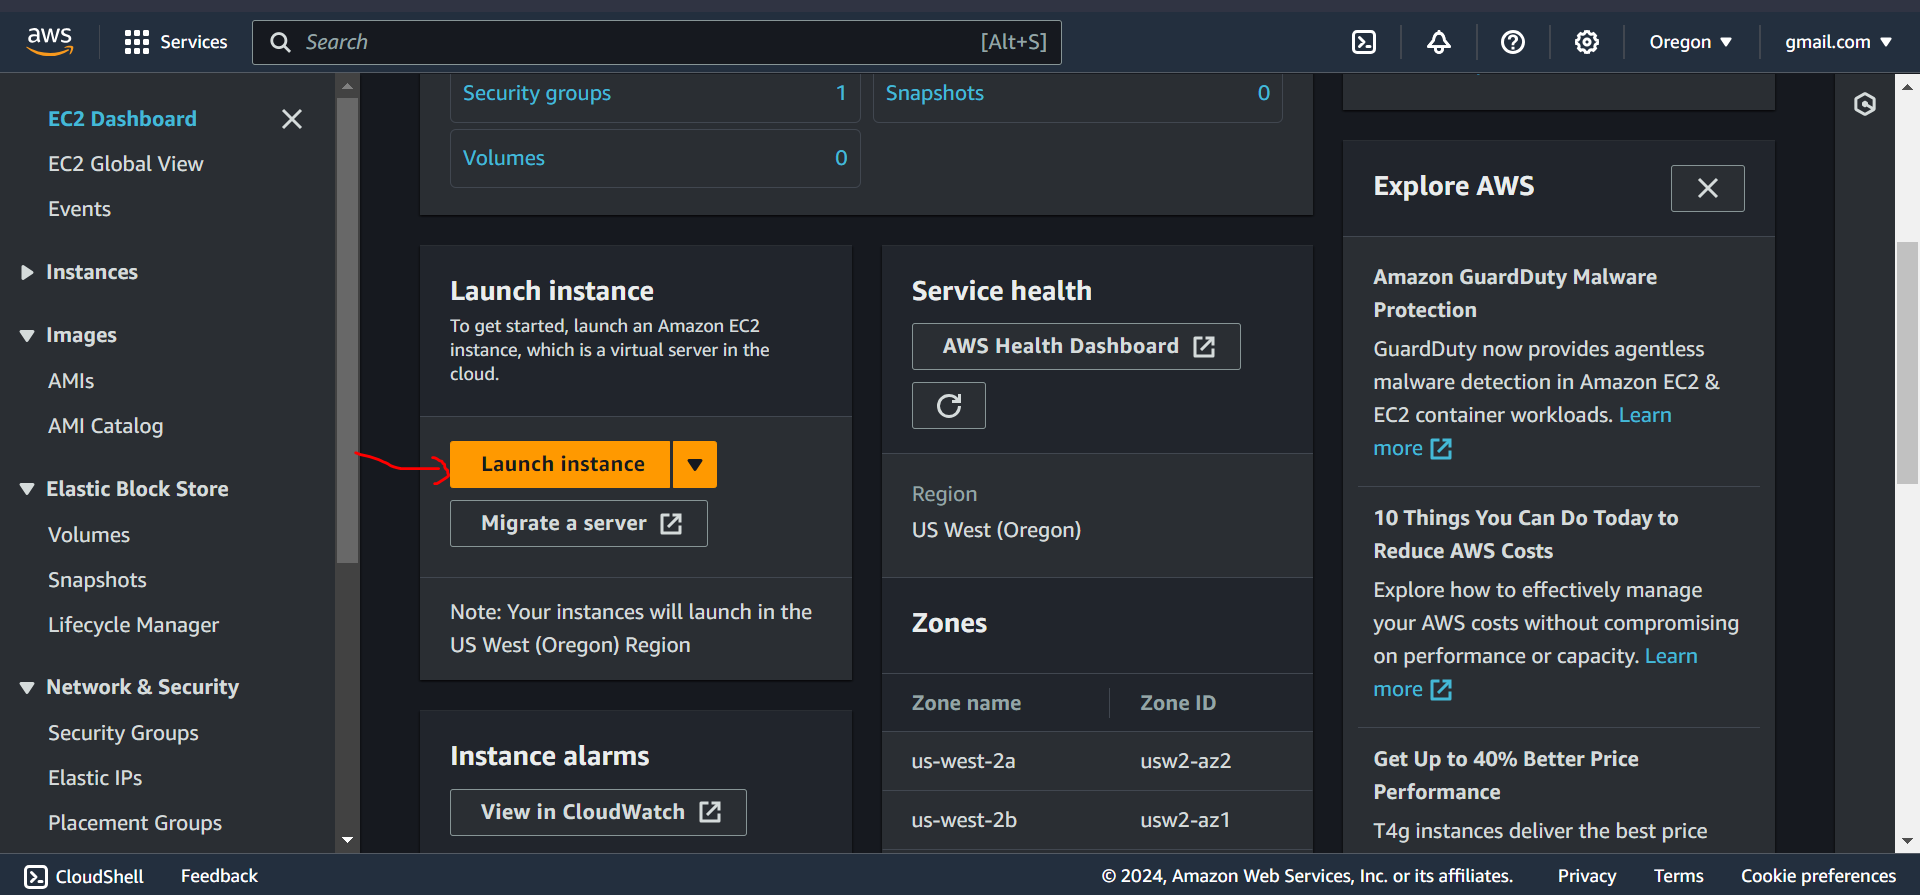 aws
Services
Search
[Alt+S]
Oregon
gmail.com
EC2 Dashboard
EC2 Global View
Events
Instances
Images
AMIs
AMI Catalog
Elastic Block Store
Volumes
Snapshots
Lifecycle Manager
Network & Security
Security Groups
Elastic IPs
Placement Groups
Security groups 1
Snapshots 0
Volumes 0
Launch instance
To get started, launch an Amazon EC2
instance, which is a virtual server in the
cloud.
Launch instance
Migrate a server
Note: Your instances will launch in the
US West (Oregon) Region
Instance alarms
View in CloudWatch
Service health
AWS Health Dashboard
Region
US West (Oregon)
Zones
Zone name Zone ID
us-west-2a usw2-az2
us-west-2b usw2-az1
Explore AWS
Amazon GuardDuty Malware
Protection
GuardDuty now provides agentless
malware detection in Amazon EC2 &
EC2 container workloads. Learn
more
10 Things You Can Do Today to
Reduce AWS Costs
Explore how to effectively manage
your AWS costs without compromising
on performance or capacity. Learn
more
Get Up to 40% Better Price
Performance
T4g instances deliver the best price
CloudShell
Feedback
© 2024, Amazon Web Services, Inc. or its affiliates.
Privacy
Terms
Cookie preferences